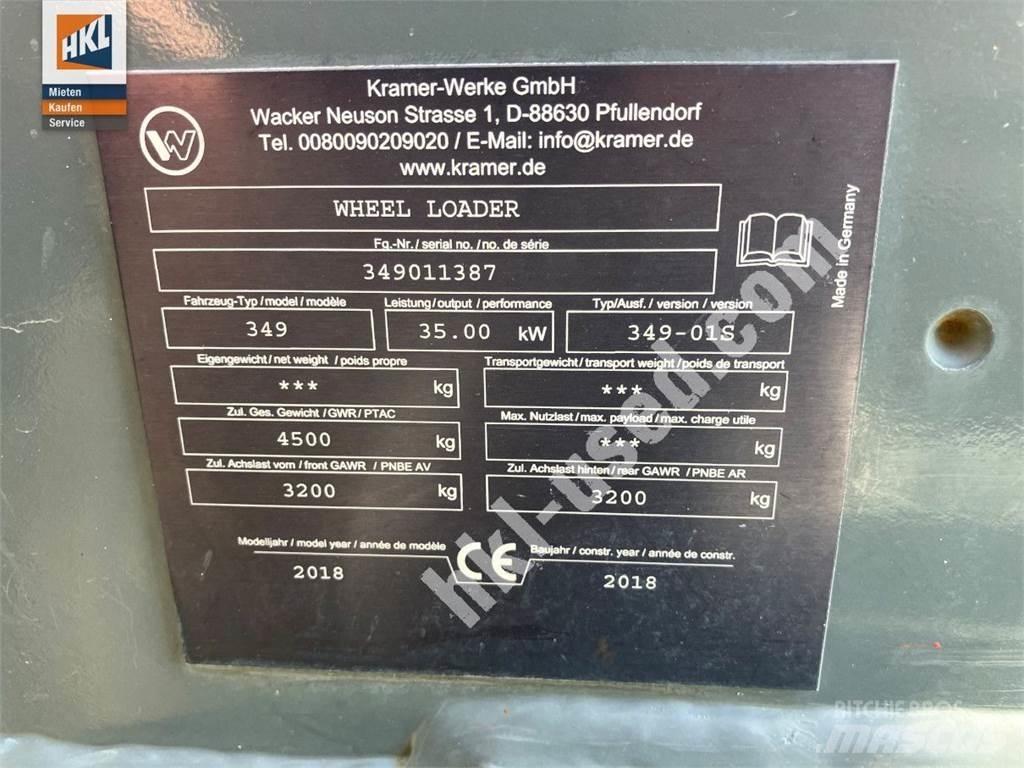 HKL
Mieten
Kaufen
Service
Kramer-Werke GmbH
Wacker Neuson Strasse 1, D-88630 Pfullendorf
Tel. 0080090209020 / E-Mail: info@kramer.de
www.kramer.de
W
WHEEL LOADER
Fg.-Nr./ serial no. / no. de série
349011387
Made in Germany
Fahrzeug-Typ / model / modèle Leistung / output / performance Typ/Ausf. / version / version
349 35.00 kW 349-01S
Eigengewicht / net weight / poids propre Transportgewicht / transport weight / poids de transport
*** kg *** kg
Zul. Ges. Gewicht / GWR / PTAC Max. Nutzlast / max. payload / max. charge utile
4500 kg *** kg
Zul. Achslast vorn / front GAWR / PNBE AV Zul. Achslast hinten / rear GAWR / PNBE AR
3200 kg 3200 kg
Modelljahr / model year / année de modèle CE Baujahr / constr. year / année de constr.
2018 2018
hkl-used.com
RITCHIE BROS
MASCUS